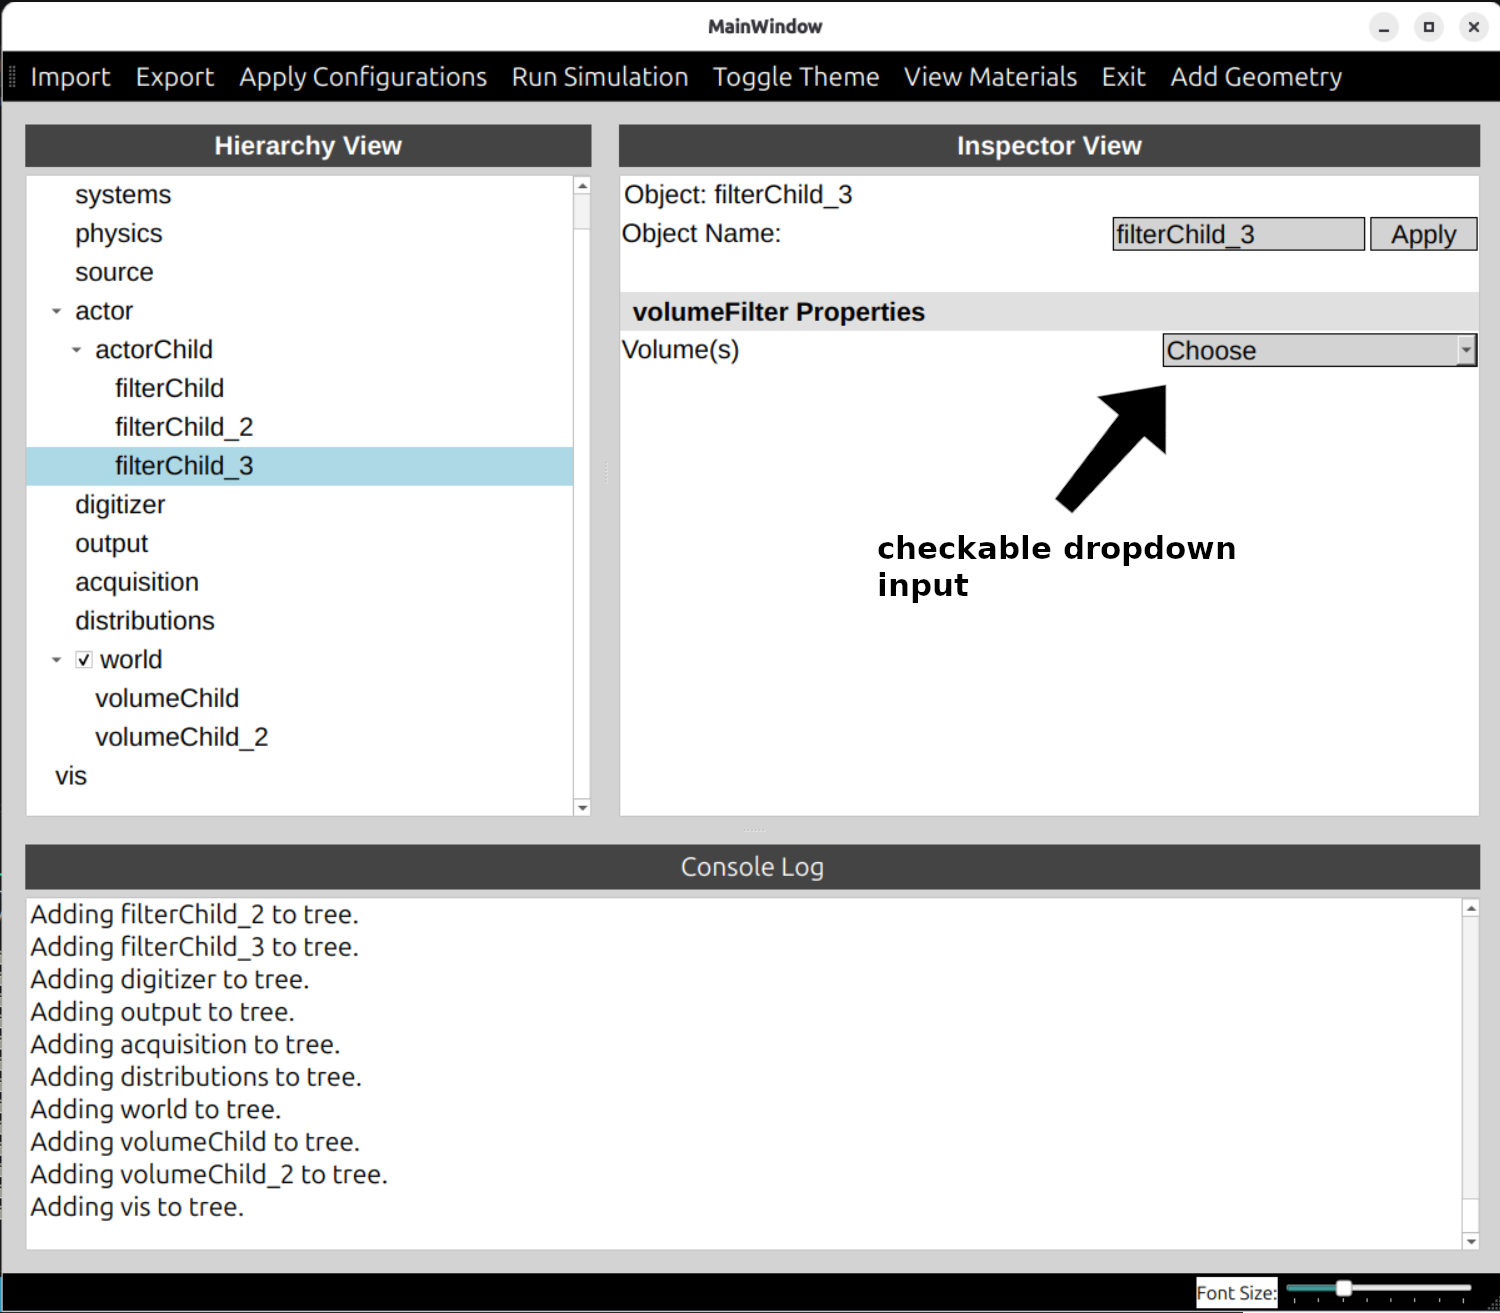 MainWindow
Import Export Apply Configurations Run Simulation Toggle Theme View Materials Exit Add Geometry
Hierarchy View
systems
physics
source
actor
actorChild
filterChild
filterChild_2
filterChild_3
digitizer
output
acquisition
distributions
world
volumeChild
volumeChild_2
vis
Inspector View
Object: filterChild_3
Object Name: filterChild_3 Apply
volumeFilter Properties
Volume(s) Choose
checkable dropdown
input
Console Log
Adding filterChild_2 to tree.
Adding filterChild_3 to tree.
Adding digitizer to tree.
Adding output to tree.
Adding acquisition to tree.
Adding distributions to tree.
Adding world to tree.
Adding volumeChild to tree.
Adding volumeChild_2 to tree.
Adding vis to tree.
Font Size: